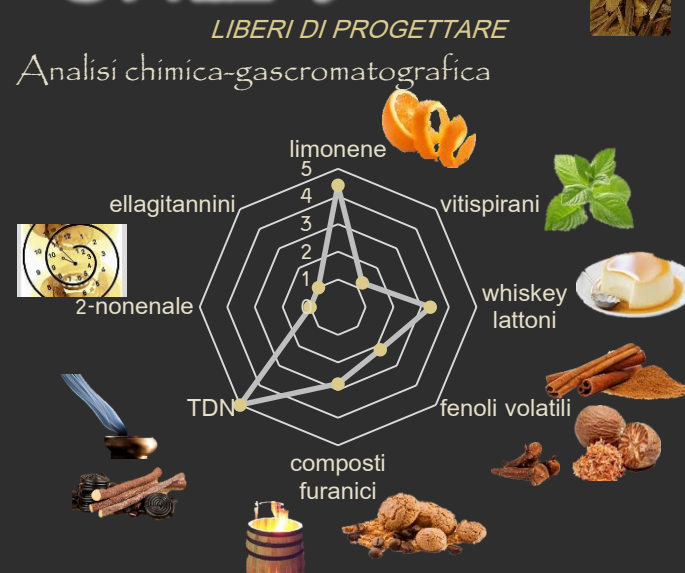 LIBERI DI PROGETTARE
Analisi chimica-gascromatografica
limonene
5
4
3
2
1
0
ellagitannini
vitispirani
2-nonenale
whiskey
lattoni
TDN
fenoli volatili
composti
furanici